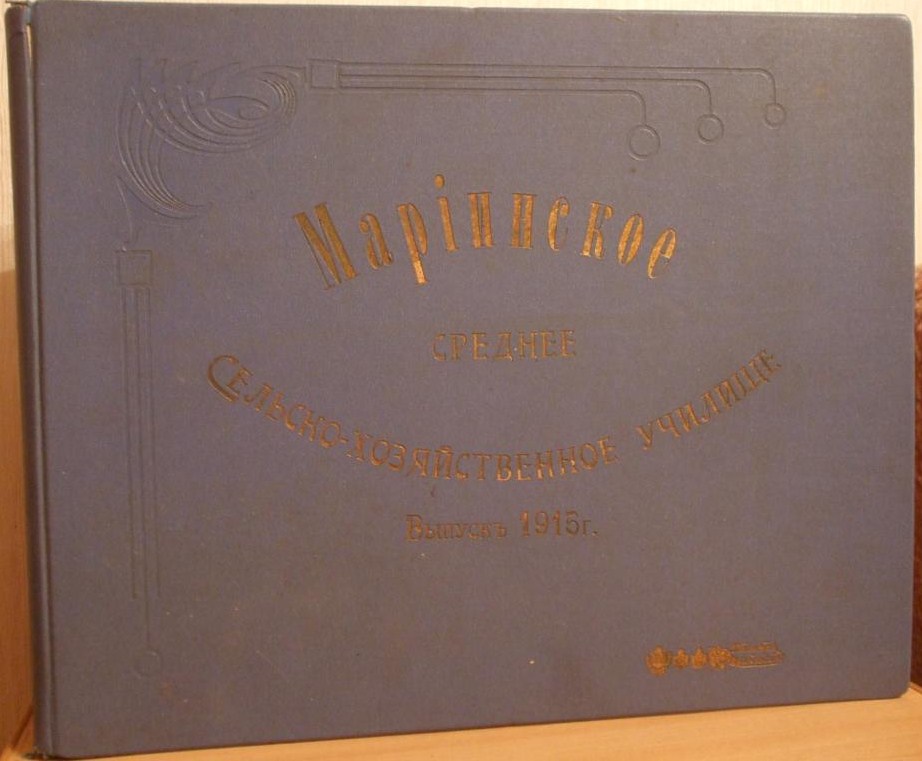 Маріинское
СРЕДНЕЕ
СЕЛЬСКО-ХОЗЯЙСТВЕННОЕ УЧИЛИЩЕ
Выпускъ 1915г.